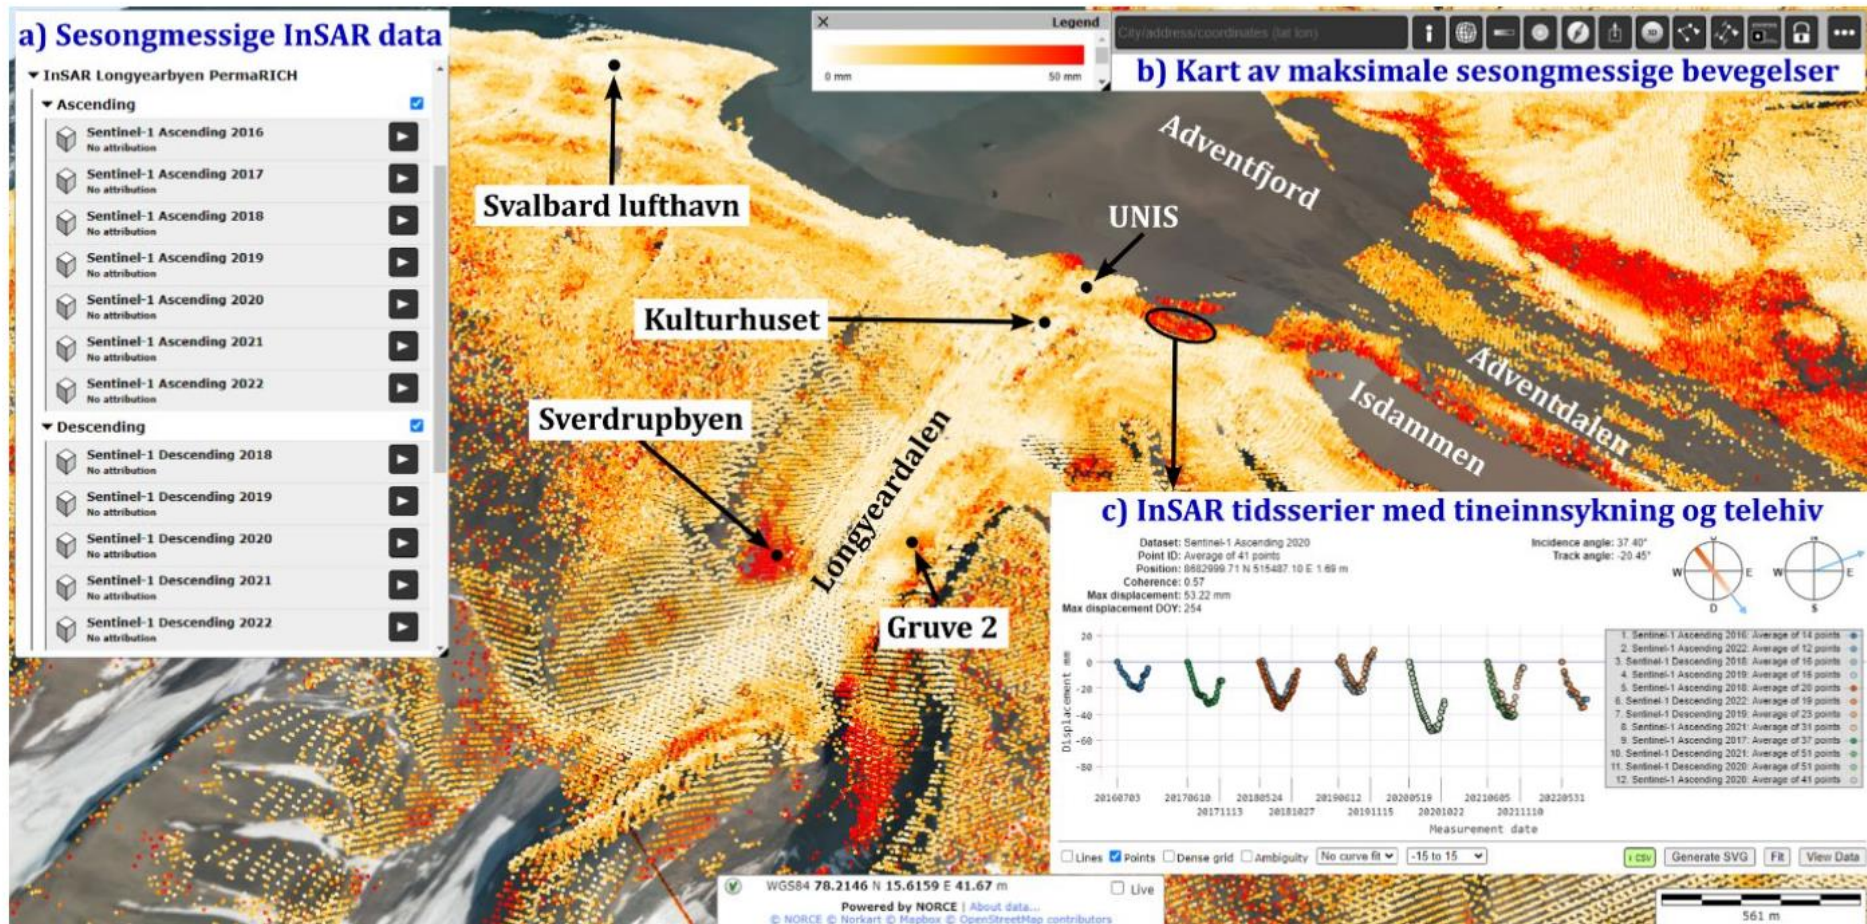 a) Sesongmessige InSAR data
InSAR Longyearbyen PermaRICH
Ascending
Sentinel-1 Ascending 2016
No attribution
Sentinel-1 Ascending 2017
No attribution
Sentinel-1 Ascending 2018
No attribution
Sentinel-1 Ascending 2019
No attribution
Sentinel-1 Ascending 2020
No attribution
Sentinel-1 Ascending 2021
No attribution
Sentinel-1 Ascending 2022
No attribution
Descending
Sentinel-1 Descending 2018
No attribution
Sentinel-1 Descending 2019
No attribution
Sentinel-1 Descending 2020
No attribution
Sentinel-1 Descending 2021
No attribution
Sentinel-1 Descending 2022
No attribution
Legend
0 mm 50 mm
City/address/coordinates (lat lon)
3D
b) Kart av maksimale sesongmessige bevegelser
Svalbard lufthavn
Adventfjord
UNIS
Kulturhuset
Sverdrupbyen
Longyeardalen
Isdammen
Adventdalen
Gruve 2
c) InSAR tidsserier med tineinnsykning og telehiv
Dataset: Sentinel-1 Ascending 2020
Point ID: Average of 41 points
Position: 8682999.71 N 515487.10 E 1.69 m
Coherence: 0.57
Max displacement: 53.22 mm
Max displacement DOY: 254
Incidence angle: 37.40°
Track angle: -20.45°
W E D
W E S
Displacement mm
20
0
-20
-40
-60
-80
20160703 20170610 20180524 20190612 20200519 20210605 20220531
20171113 20181027 20191115 20201022 20211110
Measurement date
1. Sentinel-1 Ascending 2016: Average of 14 points
2. Sentinel-1 Ascending 2022: Average of 12 points
3. Sentinel-1 Descending 2018: Average of 16 points
4. Sentinel-1 Ascending 2019: Average of 16 points
5. Sentinel-1 Ascending 2018: Average of 20 points
6. Sentinel-1 Descending 2022: Average of 19 points
7. Sentinel-1 Descending 2019: Average of 23 points
8. Sentinel-1 Ascending 2021: Average of 31 points
9. Sentinel-1 Ascending 2017: Average of 37 points
10. Sentinel-1 Descending 2021: Average of 51 points
11. Sentinel-1 Descending 2020: Average of 51 points
12. Sentinel-1 Ascending 2020: Average of 41 points
Lines Points Dense grid Ambiguity No curve fit -15 to 15 CSV Generate SVG Fit View Data
WGS84 78.2146 N 15.6159 E 41.67 m Live
Powered by NORCE | About data...
© NORCE © Norkart © Mapbox © OpenStreetMap contributors
561 m